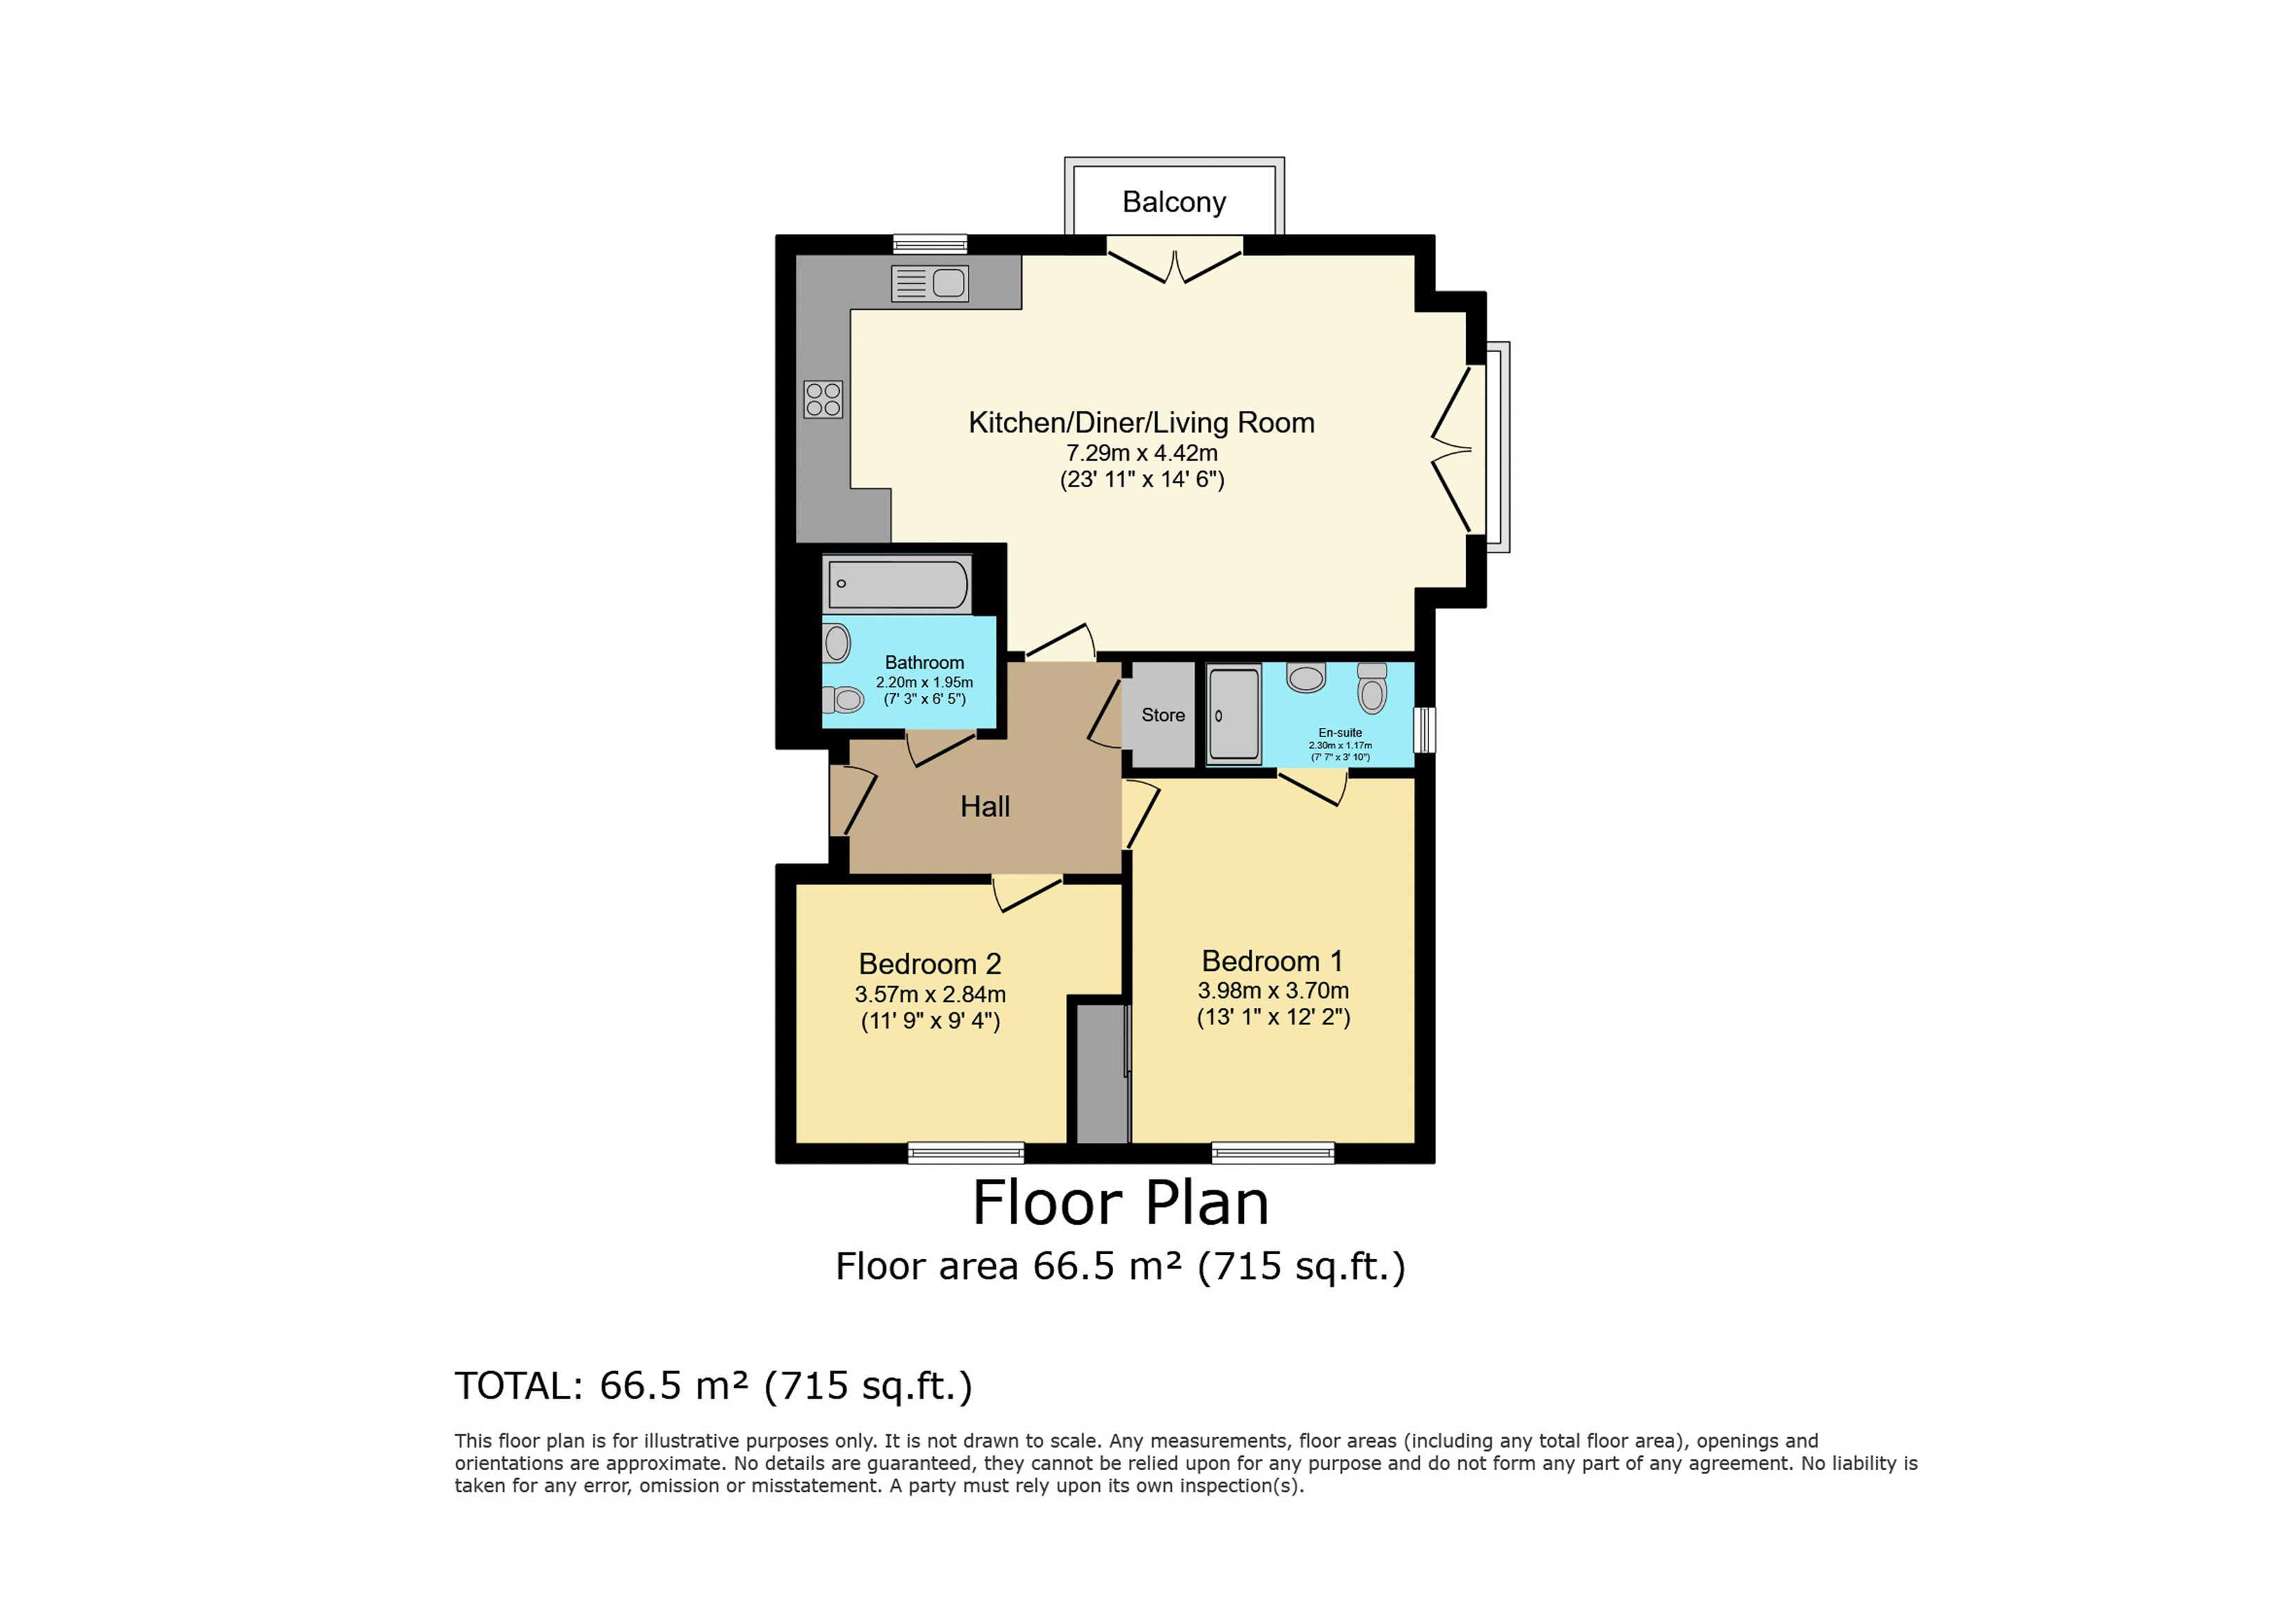 Balcony
Kitchen/Diner/Living Room
7.29m x 4.42m
(23' 11" x 14' 6")
Bathroom
2.20m x 1.95m
(7' 3" x 6' 5")
Store
En-suite
2.30m x 1.17m
(7' 7" x 3' 10")
Hall
Bedroom 2
3.57m x 2.84m
(11' 9" x 9' 4")
Bedroom 1
3.98m x 3.70m
(13' 1" x 12' 2")
Floor Plan
Floor area 66.5 m² (715 sq.ft.)
TOTAL: 66.5 m² (715 sq.ft.)
This floor plan is for illustrative purposes only. It is not drawn to scale. Any measurements, floor areas (including any total floor area), openings and
orientations are approximate. No details are guaranteed, they cannot be relied upon for any purpose and do not form any part of any agreement. No liability is
taken for any error, omission or misstatement. A party must rely upon its own inspection(s).